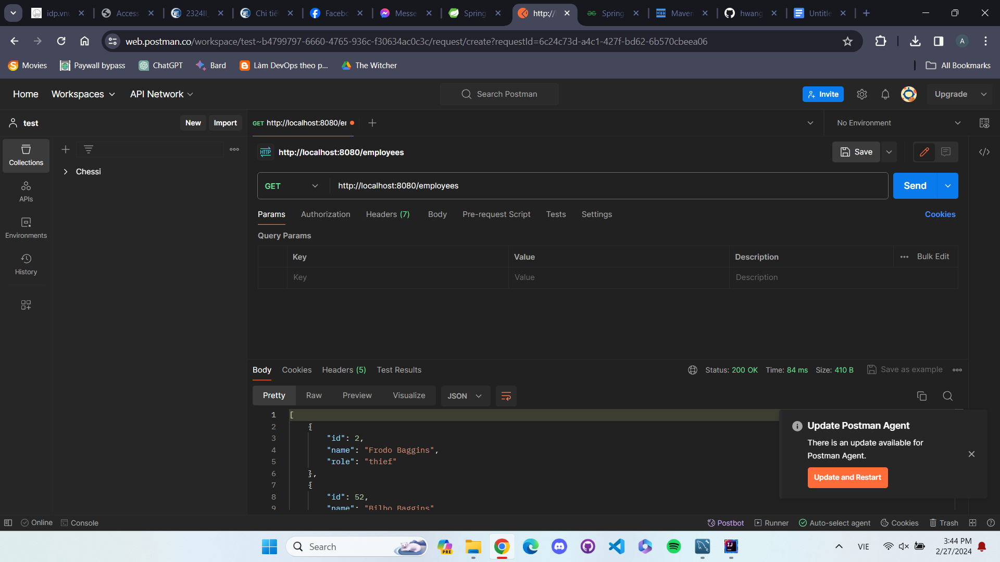 idp.vnu
Access
2324II_
Chi tiế
Facebo
Messe
Spring
http://
Spring
Maven
hwang
Untitle
web.postman.co/workspace/test~b4799797-6660-4765-936c-f30634ac0c3c/request/create?requestId=6c24c73d-a4c1-427f-bd62-6b570cbeea06
A
Movies
Paywall bypass
ChatGPT
Bard
Làm DevOps theo p...
The Witcher
All Bookmarks
Home
Workspaces
API Network
Search Postman
Invite
Upgrade
test
New
Import
GET http://localhost:8080/er
No Environment
Collections
Chessi
HTTP http://localhost:8080/employees
Save
GET
http://localhost:8080/employees
Send
APIs
Environments
History
Params
Authorization
Headers (7)
Body
Pre-request Script
Tests
Settings
Cookies
Query Params
Key
Value
Description
Bulk Edit
Key
Value
Description
Body
Cookies
Headers (5)
Test Results
Status: 200 OK
Time: 84 ms
Size: 410 B
Save as example
Pretty
Raw
Preview
Visualize
JSON
1 [
2 {
3 "id": 2,
4 "name": "Frodo Baggins",
5 "role": "thief"
6 },
7 {
8 "id": 52,
9 "name": "Bilbo Baggins"
Update Postman Agent
There is an update available for
Postman Agent.
Update and Restart
Online
Console
Postbot
Runner
Auto-select agent
Cookies
Trash
Search
PRE
IJ
VIE
3:44 PM
2/27/2024